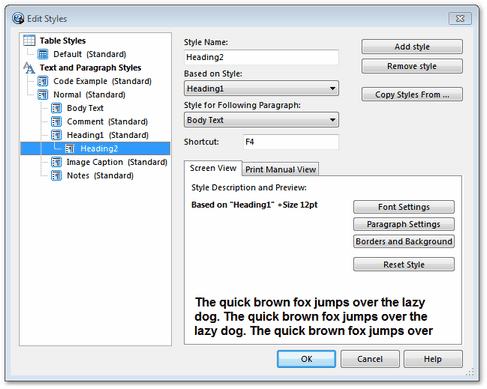 Edit Styles
Table Styles
Default (Standard)
Text and Paragraph Styles
Code Example (Standard)
Normal (Standard)
Body Text
Comment (Standard)
Heading1 (Standard)
Heading2
Image Caption (Standard)
Notes (Standard)
Style Name:
Heading2
Based on Style:
Heading1
Style for Following Paragraph:
Body Text
Shortcut: F4
Add style
Remove style
Copy Styles From ...
Screen View Print Manual View
Style Description and Preview:
Based on "Heading1" +Size 12pt
Font Settings
Paragraph Settings
Borders and Background
Reset Style
The quick brown fox jumps over the lazy
dog. The quick brown fox jumps over the
lazy dog. The quick brown fox jumps over
OK Cancel Help